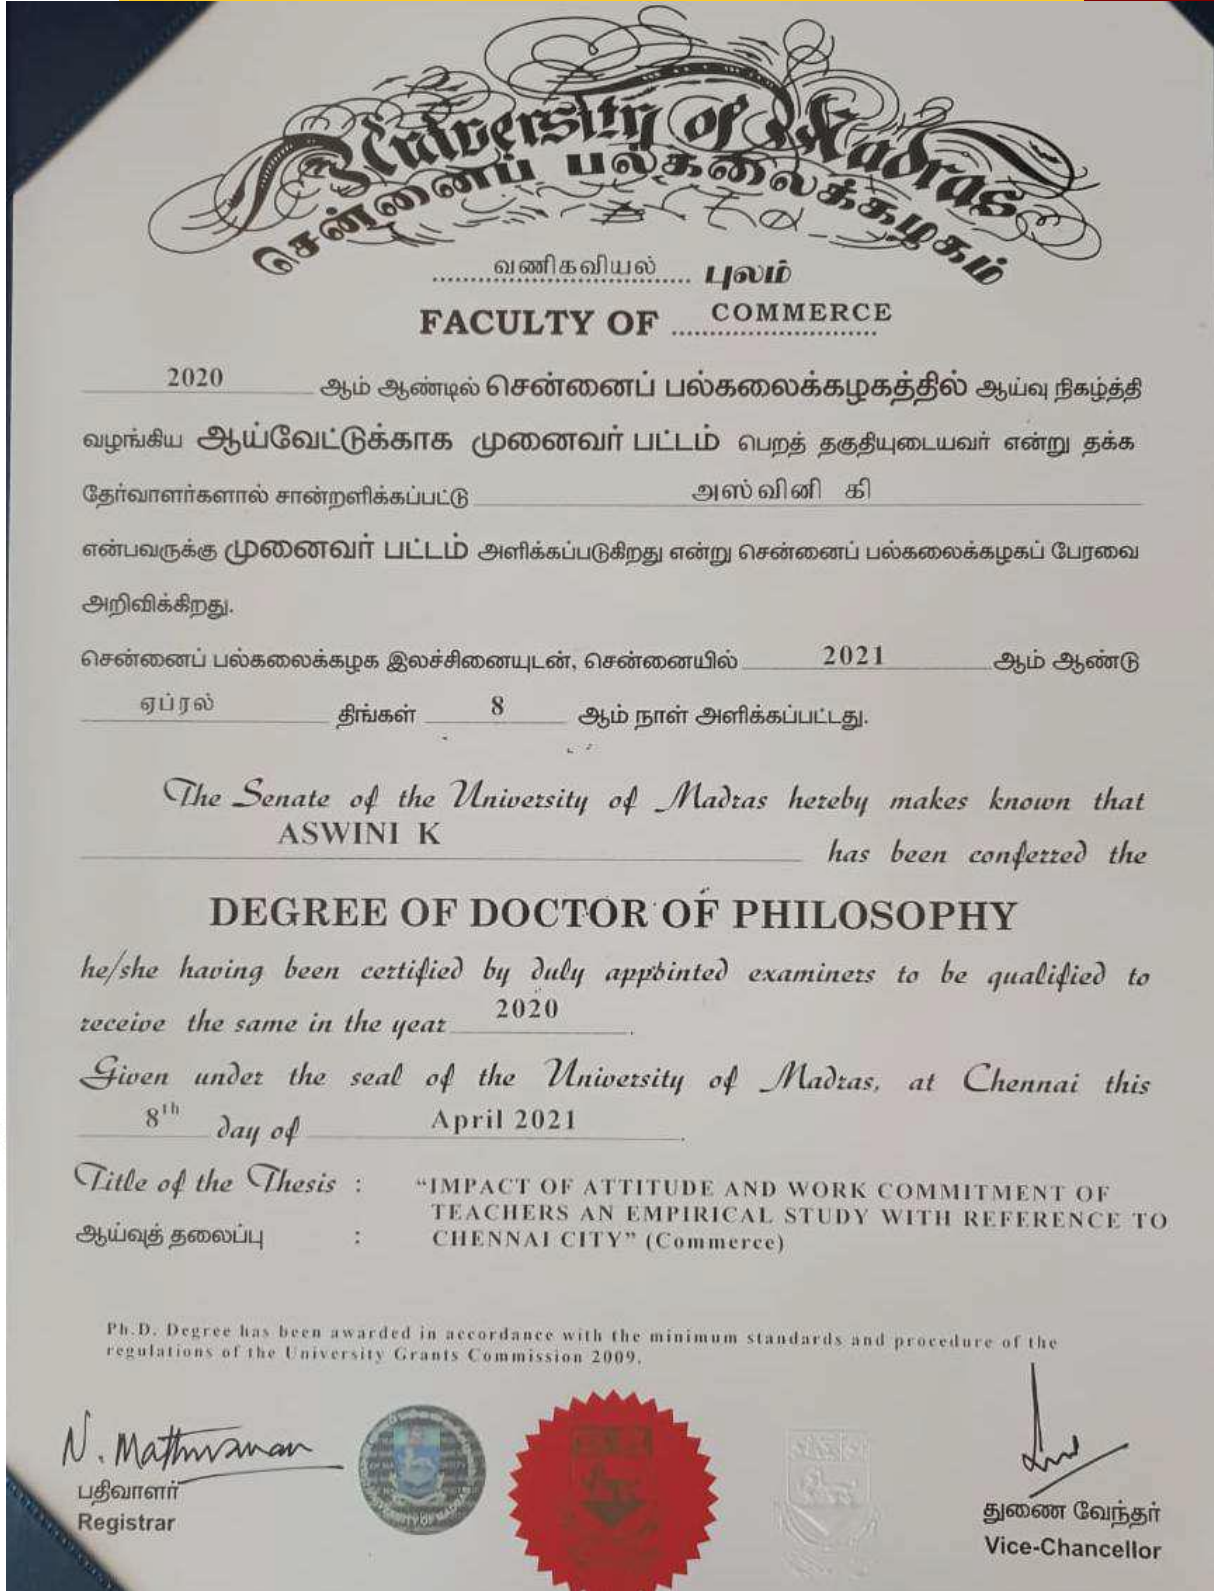 University of Madras
சென்னைப் பல்கலைக்கழகம்
வணிகவியல் புலம்
FACULTY OF COMMERCE
2020 ஆம் ஆண்டில் சென்னைப் பல்கலைக்கழகத்தில் ஆய்வு நிகழ்த்தி
வழங்கிய ஆய்வேட்டுக்காக முனைவர் பட்டம் பெறத் தகுதியுடையவர் என்று தக்க
தேர்வாளர்களால் சான்றளிக்கப்பட்டு அஸ்வினி கி
என்பவருக்கு முனைவர் பட்டம் அளிக்கப்படுகிறது என்று சென்னைப் பல்கலைக்கழகப் பேரவை
அறிவிக்கிறது.
சென்னைப் பல்கலைக்கழக இலச்சினையுடன், சென்னையில் 2021 ஆம் ஆண்டு
ஏப்ரல் திங்கள் 8 ஆம் நாள் அளிக்கப்பட்டது.
The Senate of the University of Madras hereby makes known that
ASWINI K has been conferred the
DEGREE OF DOCTOR OF PHILOSOPHY
he/she having been certified by duly appointed examiners to be qualified to
receive the same in the year 2020.
Given under the seal of the University of Madras, at Chennai this
8th day of April 2021.
Title of the Thesis : "IMPACT OF ATTITUDE AND WORK COMMITMENT OF
TEACHERS AN EMPIRICAL STUDY WITH REFERENCE TO
ஆய்வுத் தலைப்பு : CHENNAI CITY" (Commerce)
Ph.D. Degree has been awarded in accordance with the minimum standards and procedure of the
regulations of the University Grants Commission 2009.
பதிவாளர்
Registrar
UNIVERSITY OF MADRAS
துணை வேந்தர்
Vice-Chancellor